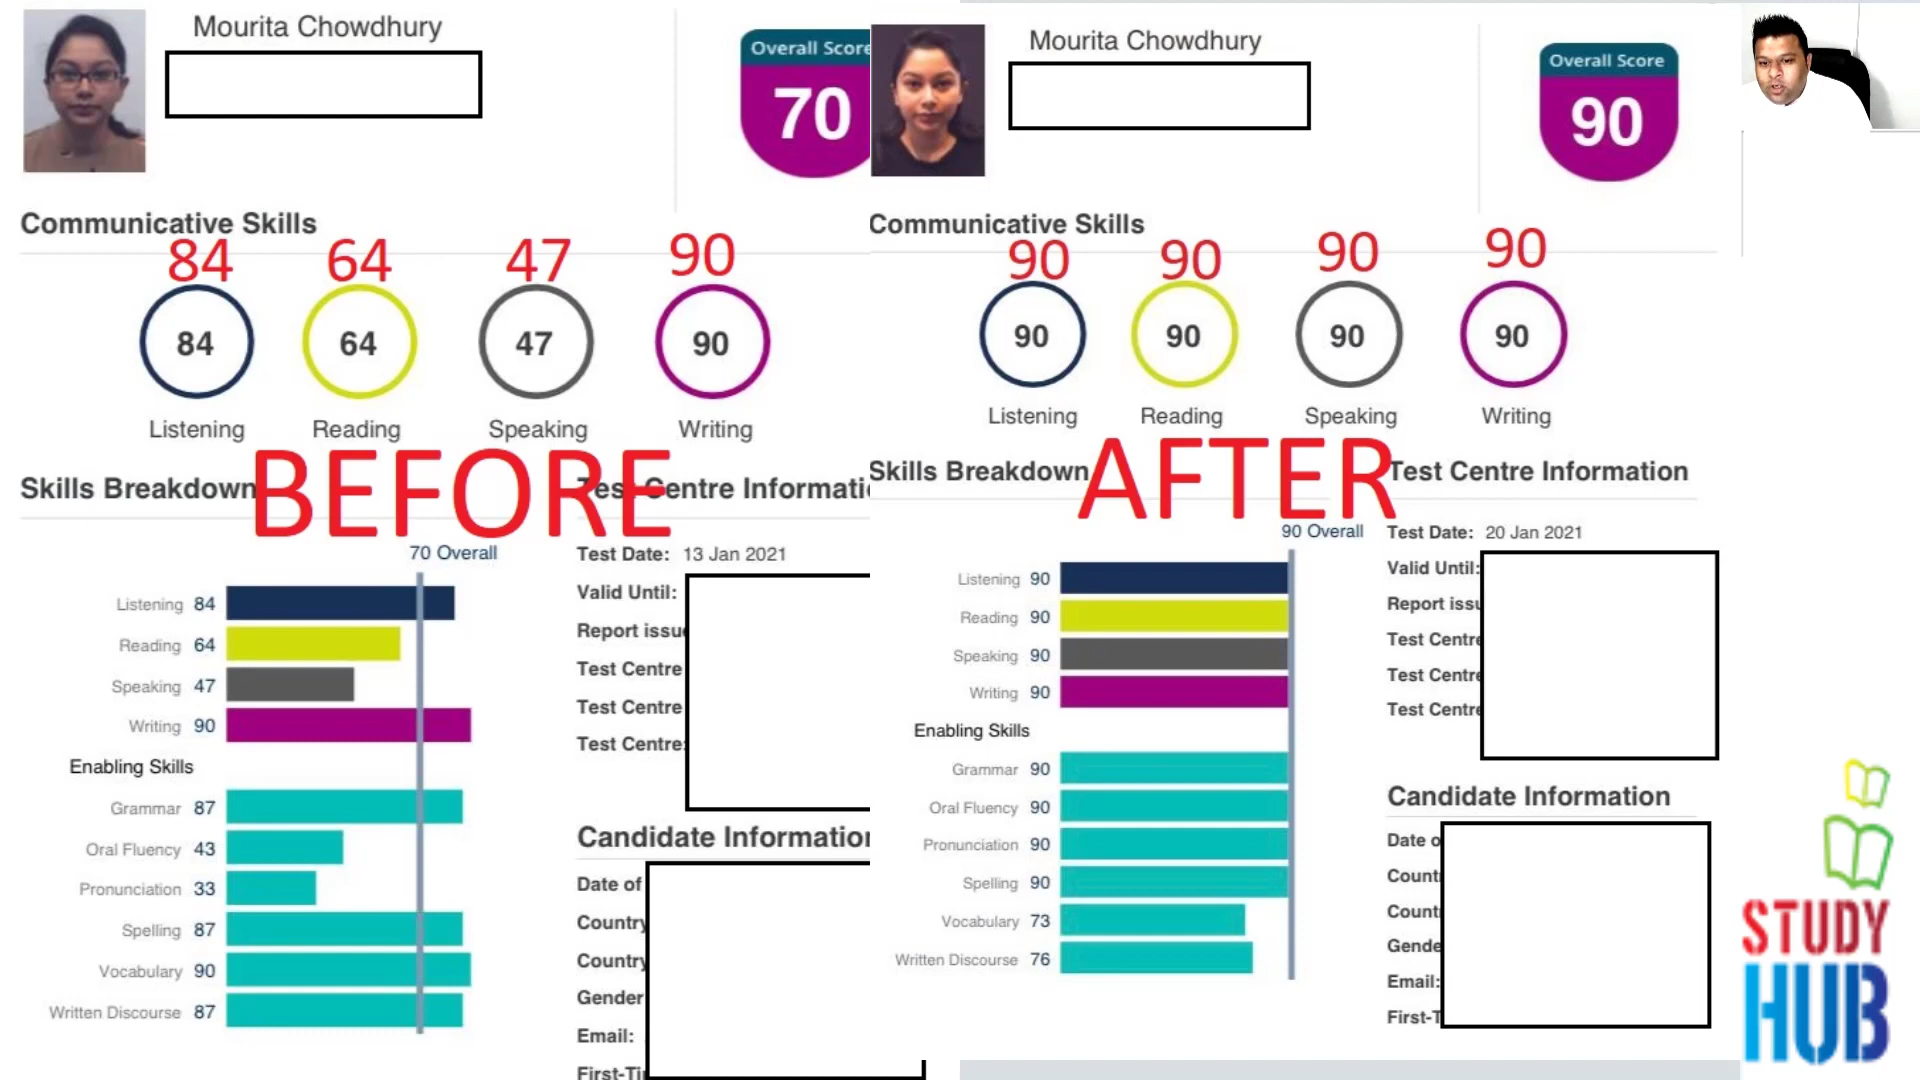 Mourita Chowdhury
Overall Score
70
Communicative Skills
84 64 47 90
84 64 47 90
Listening Reading Speaking Writing
BEFORE
Skills Breakdown
Test Centre Informati
70 Overall
Listening 84
Reading 64
Speaking 47
Writing 90
Enabling Skills
Grammar 87
Oral Fluency 43
Pronunciation 33
Spelling 87
Vocabulary 90
Written Discourse 87
Test Date: 13 Jan 2021
Valid Until:
Report issu
Test Centre
Test Centre
Test Centre:
Candidate Information
Date of
Country
Country
Gender
Email:
First-Ti
Mourita Chowdhury
Overall Score
90
Communicative Skills
90 90 90 90
90 90 90 90
Listening Reading Speaking Writing
AFTER
Skills Breakdown
Test Centre Information
90 Overall
Listening 90
Reading 90
Speaking 90
Writing 90
Enabling Skills
Grammar 90
Oral Fluency 90
Pronunciation 90
Spelling 90
Vocabulary 73
Written Discourse 76
Test Date: 20 Jan 2021
Valid Until:
Report issu
Test Centre
Test Centre
Test Centre
Candidate Information
Date o
Count
Count
Gende
Email:
First-T
STUDY
HUB